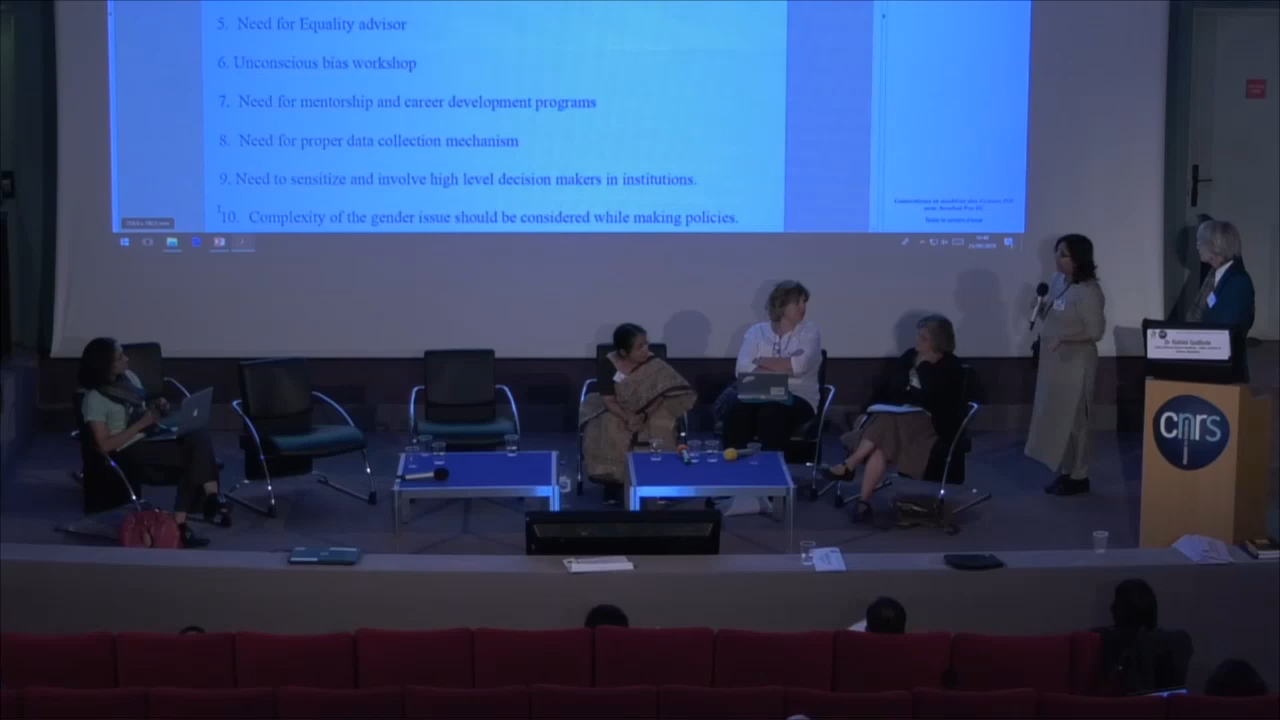 5. Need for Equality advisor
6. Unconscious bias workshop
7. Need for mentorship and career development programs
8. Need for proper data collection mechanism
9. Need to sensitize and involve high level decision makers in institutions.
10. Complexity of the gender issue should be considered while making policies.
cnrs